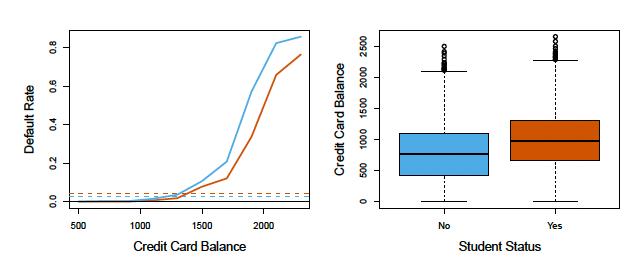 Default Rate
0.0
0.2
0.4
0.6
0.8
500
1000
1500
2000
Credit Card Balance
Credit Card Balance
0
500
1000
1500
2000
2500
No
Yes
Student Status